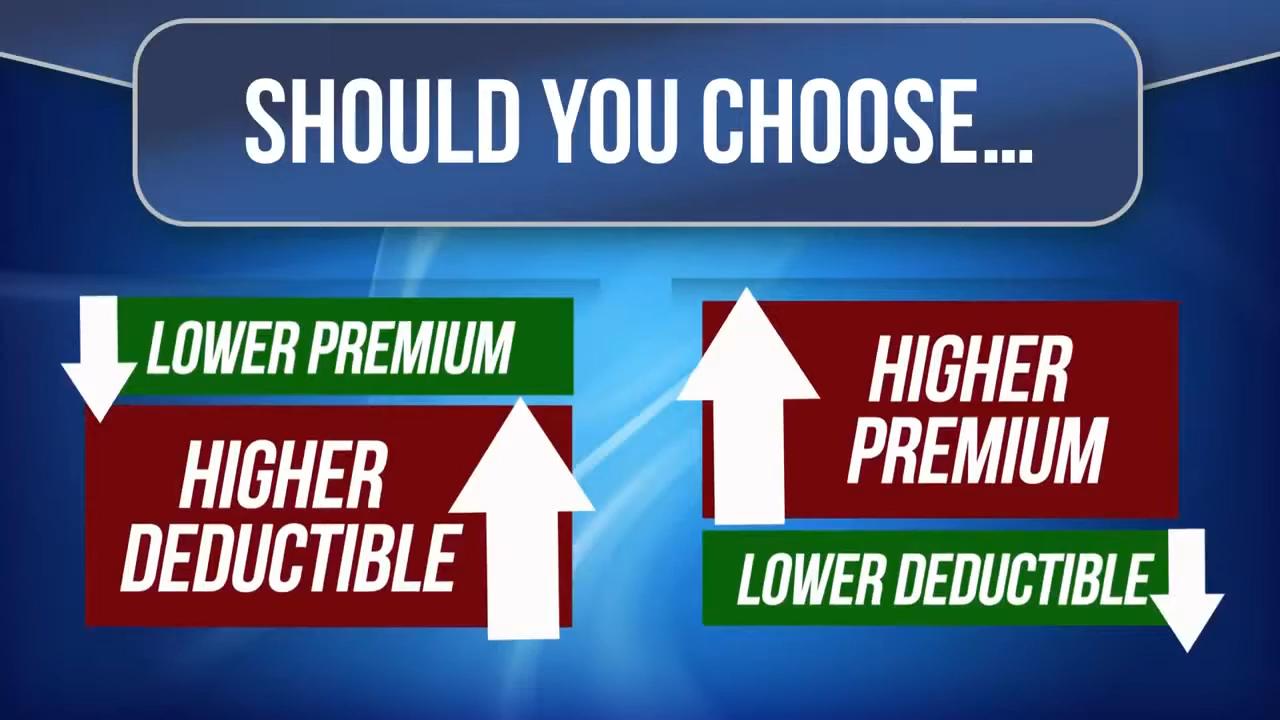 SHOULD YOU CHOOSE...
LOWER PREMIUM
HIGHER
DEDUCTIBLE
HIGHER
PREMIUM
LOWER DEDUCTIBLE